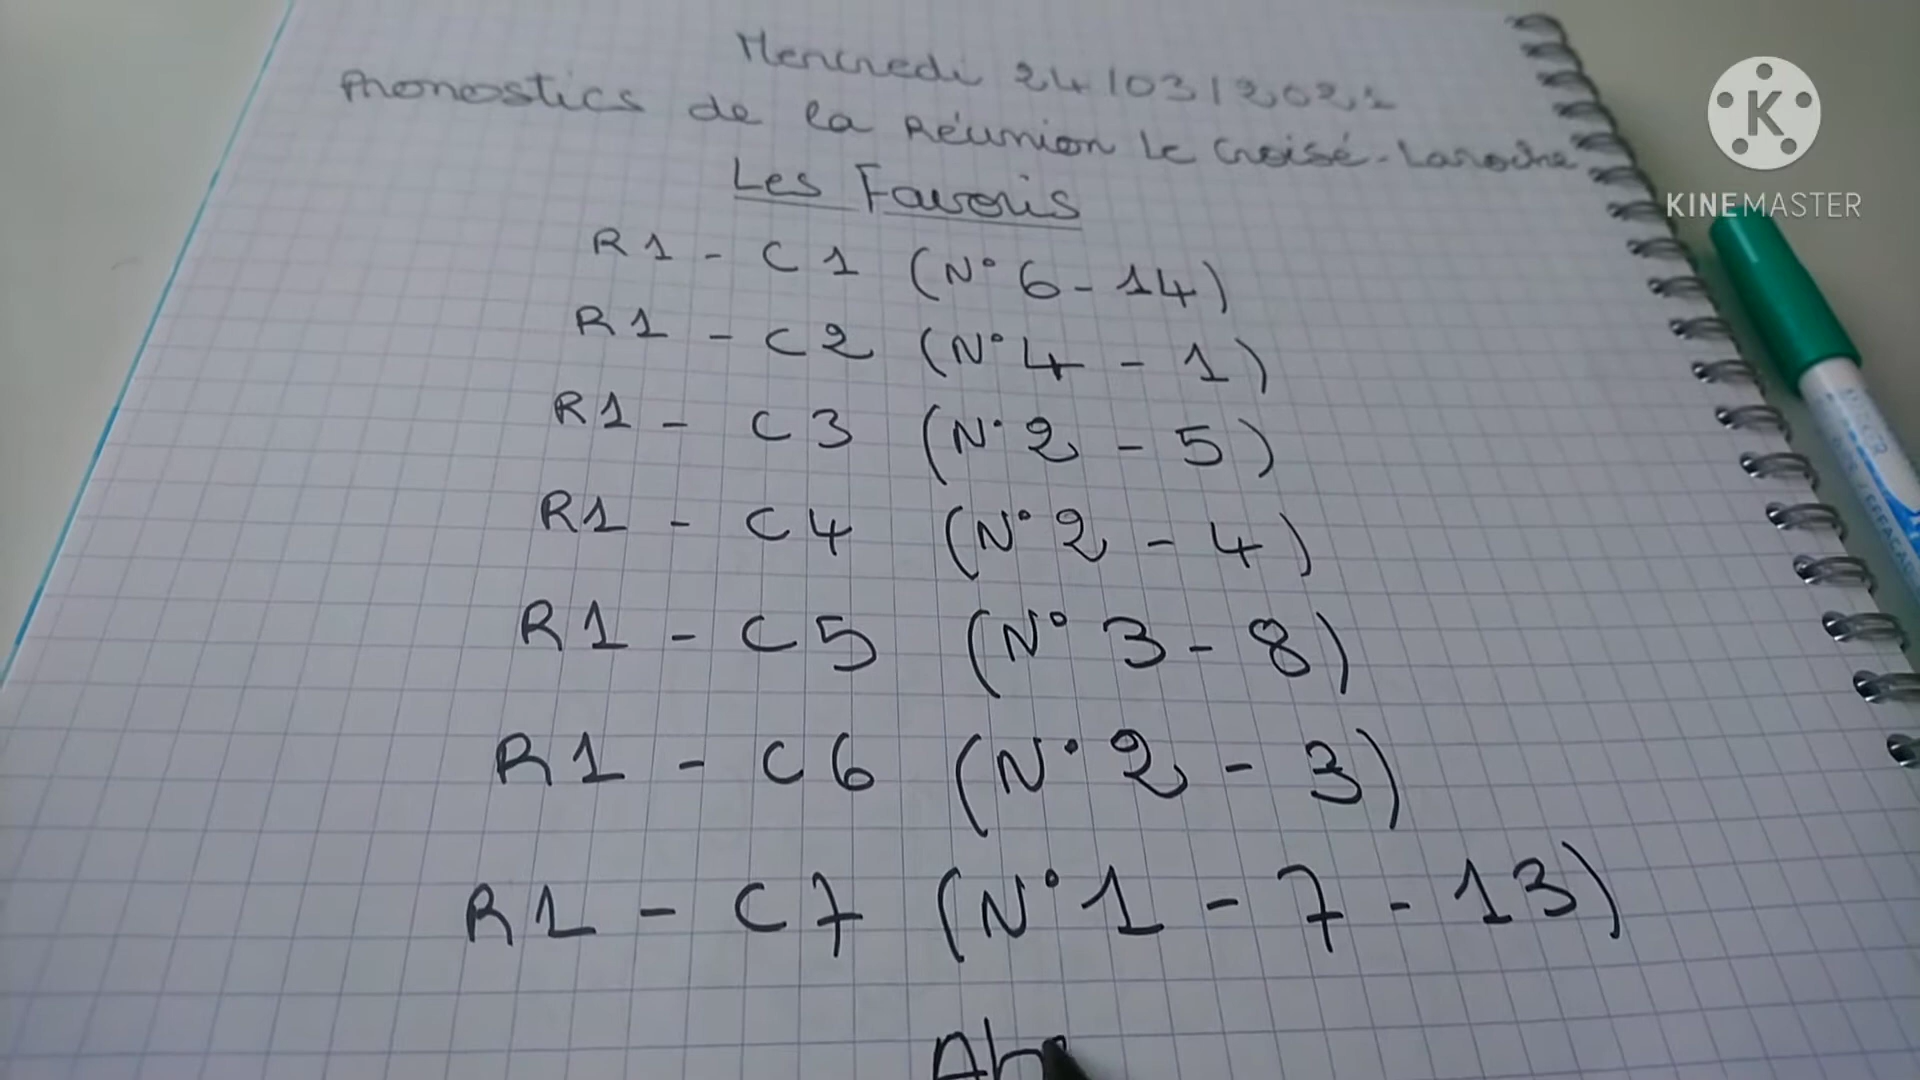 Mercredi 24/03/2021
Pronostics de la Réunion le Croisé-Laroche
Les Favoris
R1 - C1 (N° 6 - 14)
R1 - C2 (N° 4 - 1)
R1 - C3 (N° 2 - 5)
R1 - C4 (N° 2 - 4)
R1 - C5 (N° 3 - 8)
R1 - C6 (N° 2 - 3)
R1 - C7 (N° 1 - 7 - 13)
K
KINEMASTER